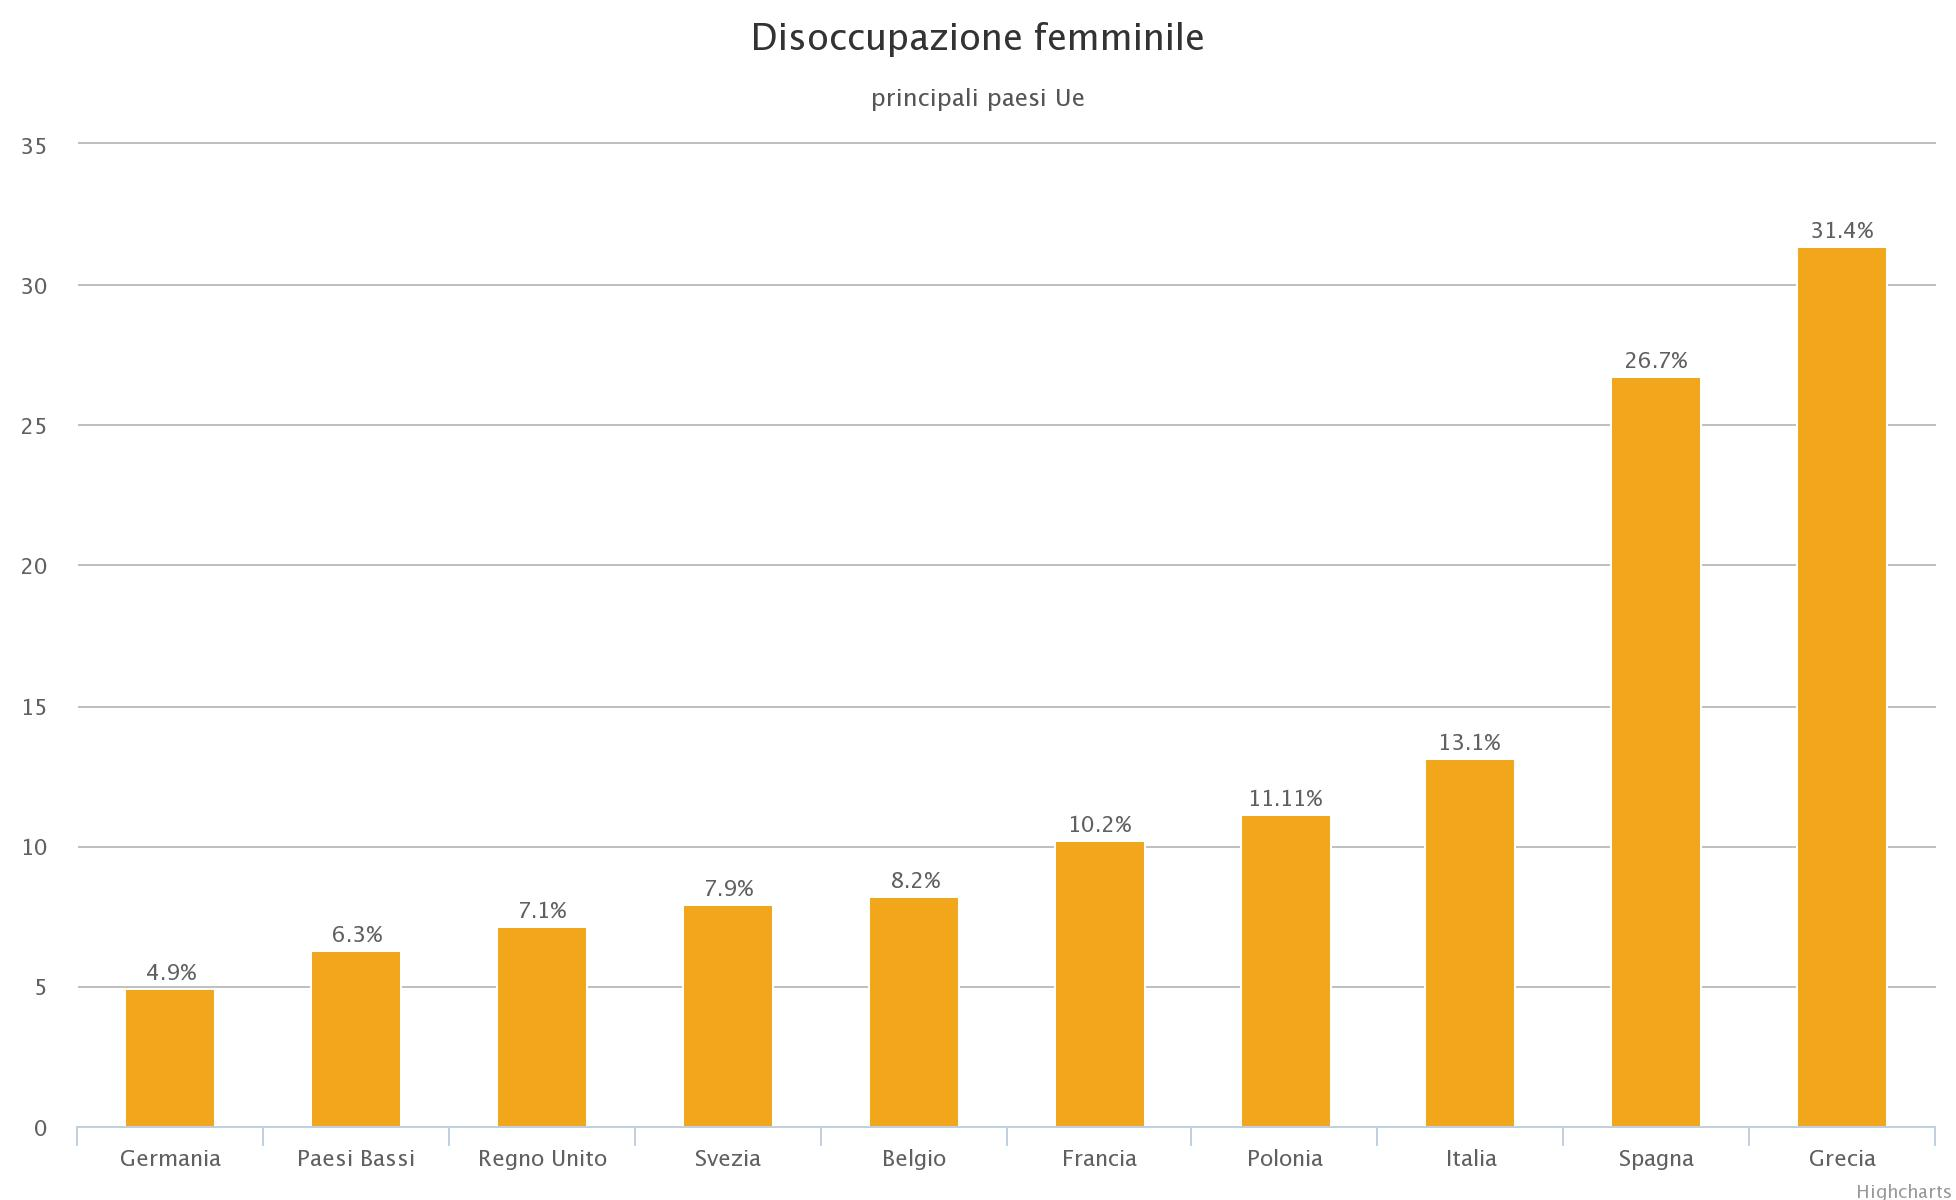 Disoccupazione femminile
principali paesi Ue
35
30
25
20
15
10
5
0
4.9%
6.3%
7.1%
7.9%
8.2%
10.2%
11.11%
13.1%
26.7%
31.4%
Germania
Paesi Bassi
Regno Unito
Svezia
Belgio
Francia
Polonia
Italia
Spagna
Grecia
Highcharts